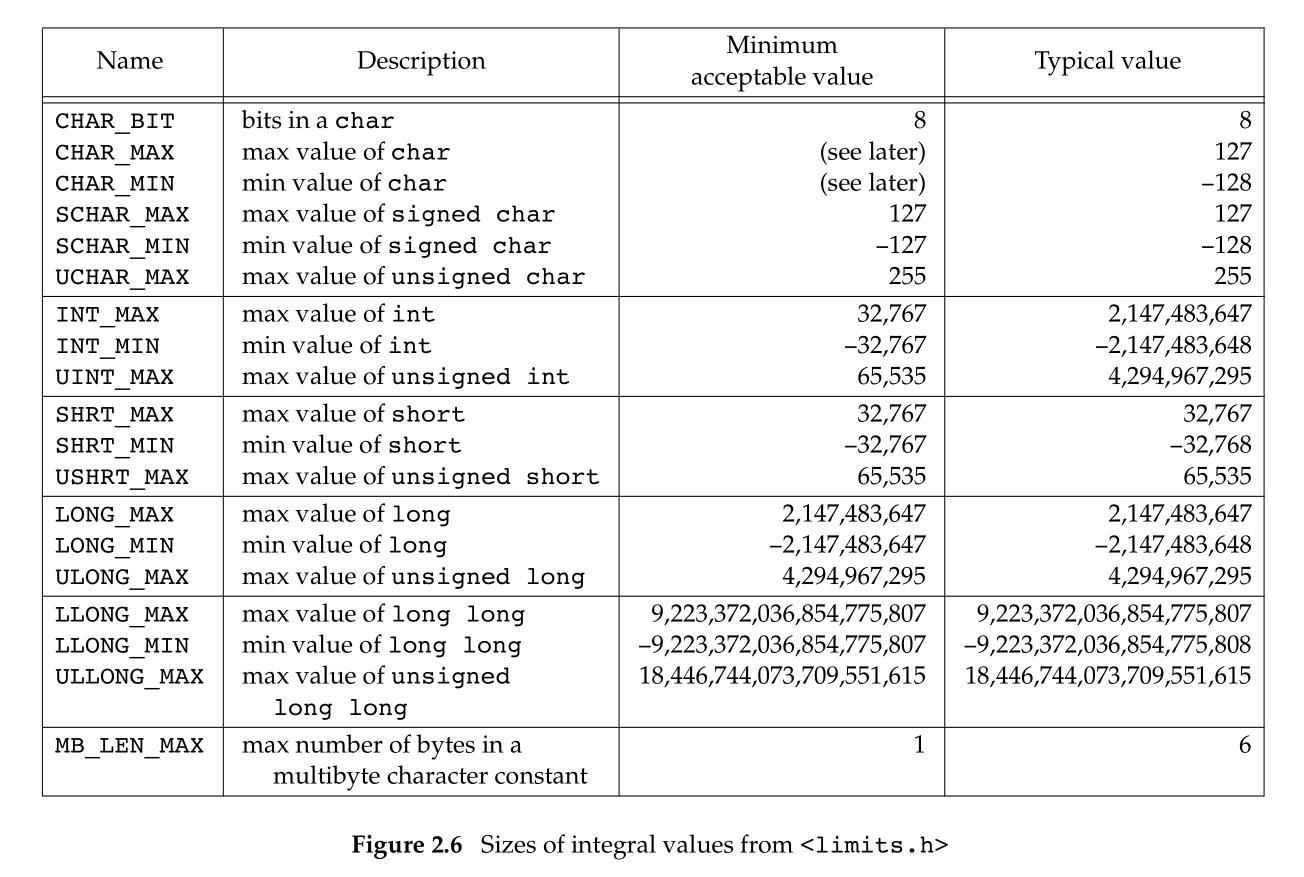 Name Description Minimum acceptable value Typical value
CHAR_BIT bits in a char 8 8
CHAR_MAX max value of char (see later) 127
CHAR_MIN min value of char (see later) –128
SCHAR_MAX max value of signed char 127 127
SCHAR_MIN min value of signed char –127 –128
UCHAR_MAX max value of unsigned char 255 255
INT_MAX max value of int 32,767 2,147,483,647
INT_MIN min value of int –32,767 –2,147,483,648
UINT_MAX max value of unsigned int 65,535 4,294,967,295
SHRT_MAX max value of short 32,767 32,767
SHRT_MIN min value of short –32,767 –32,768
USHRT_MAX max value of unsigned short 65,535 65,535
LONG_MAX max value of long 2,147,483,647 2,147,483,647
LONG_MIN min value of long –2,147,483,647 –2,147,483,648
ULONG_MAX max value of unsigned long 4,294,967,295 4,294,967,295
LLONG_MAX max value of long long 9,223,372,036,854,775,807 9,223,372,036,854,775,807
LLONG_MIN min value of long long –9,223,372,036,854,775,807 –9,223,372,036,854,775,808
ULLONG_MAX max value of unsigned 18,446,744,073,709,551,615 18,446,744,073,709,551,615
long long
MB_LEN_MAX max number of bytes in a 1 6
multibyte character constant
Figure 2.6 Sizes of integral values from <limits.h>